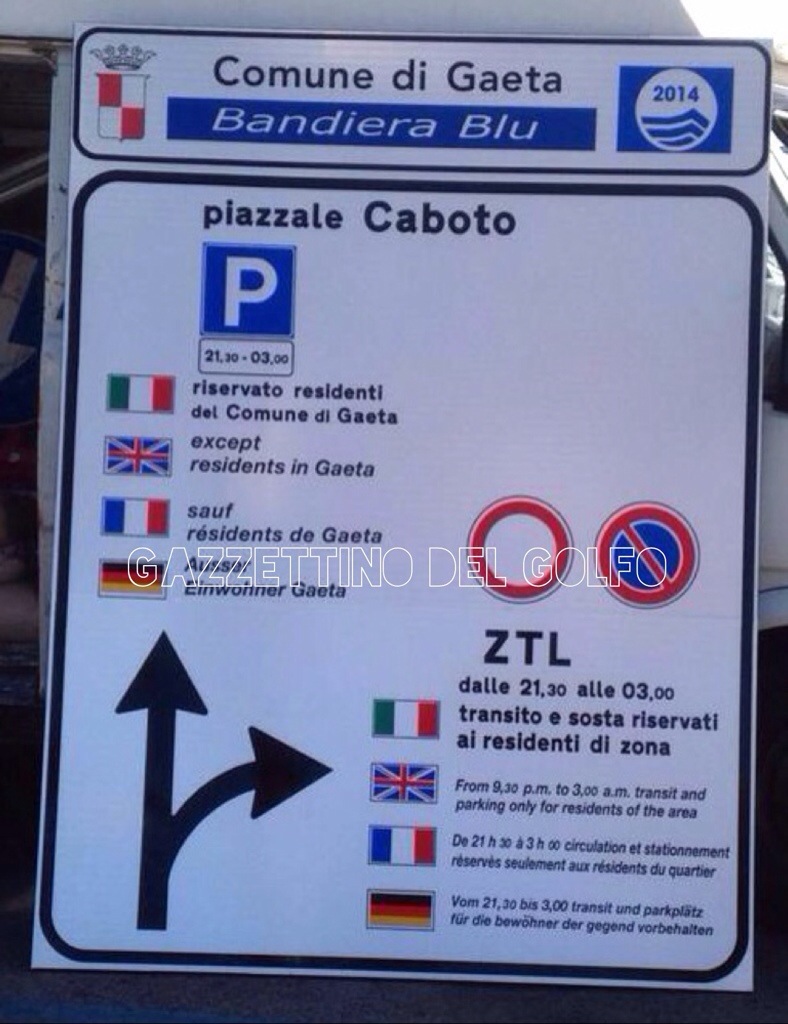 Comune di Gaeta
Bandiera Blu
2014
piazzale Caboto
P
21,30 - 03,00
riservato residenti
del Comune di Gaeta
except
residents in Gaeta
sauf
résidents de Gaeta
GAZZETTINO DEL GOLFO
Ausser
Einwohner Gaeta
ZTL
dalle 21,30 alle 03,00
transito e sosta riservati
ai residenti di zona
From 9,30 p.m. to 3,00 a.m. transit and
parking only for residents of the area
De 21 h 30 à 3 h 00 circulation et stationnement
réservès seulement aux résidents du quartier
Vom 21,30 bis 3,00 transit und parkplätz
für die bewöhner der gegend vorbehalten